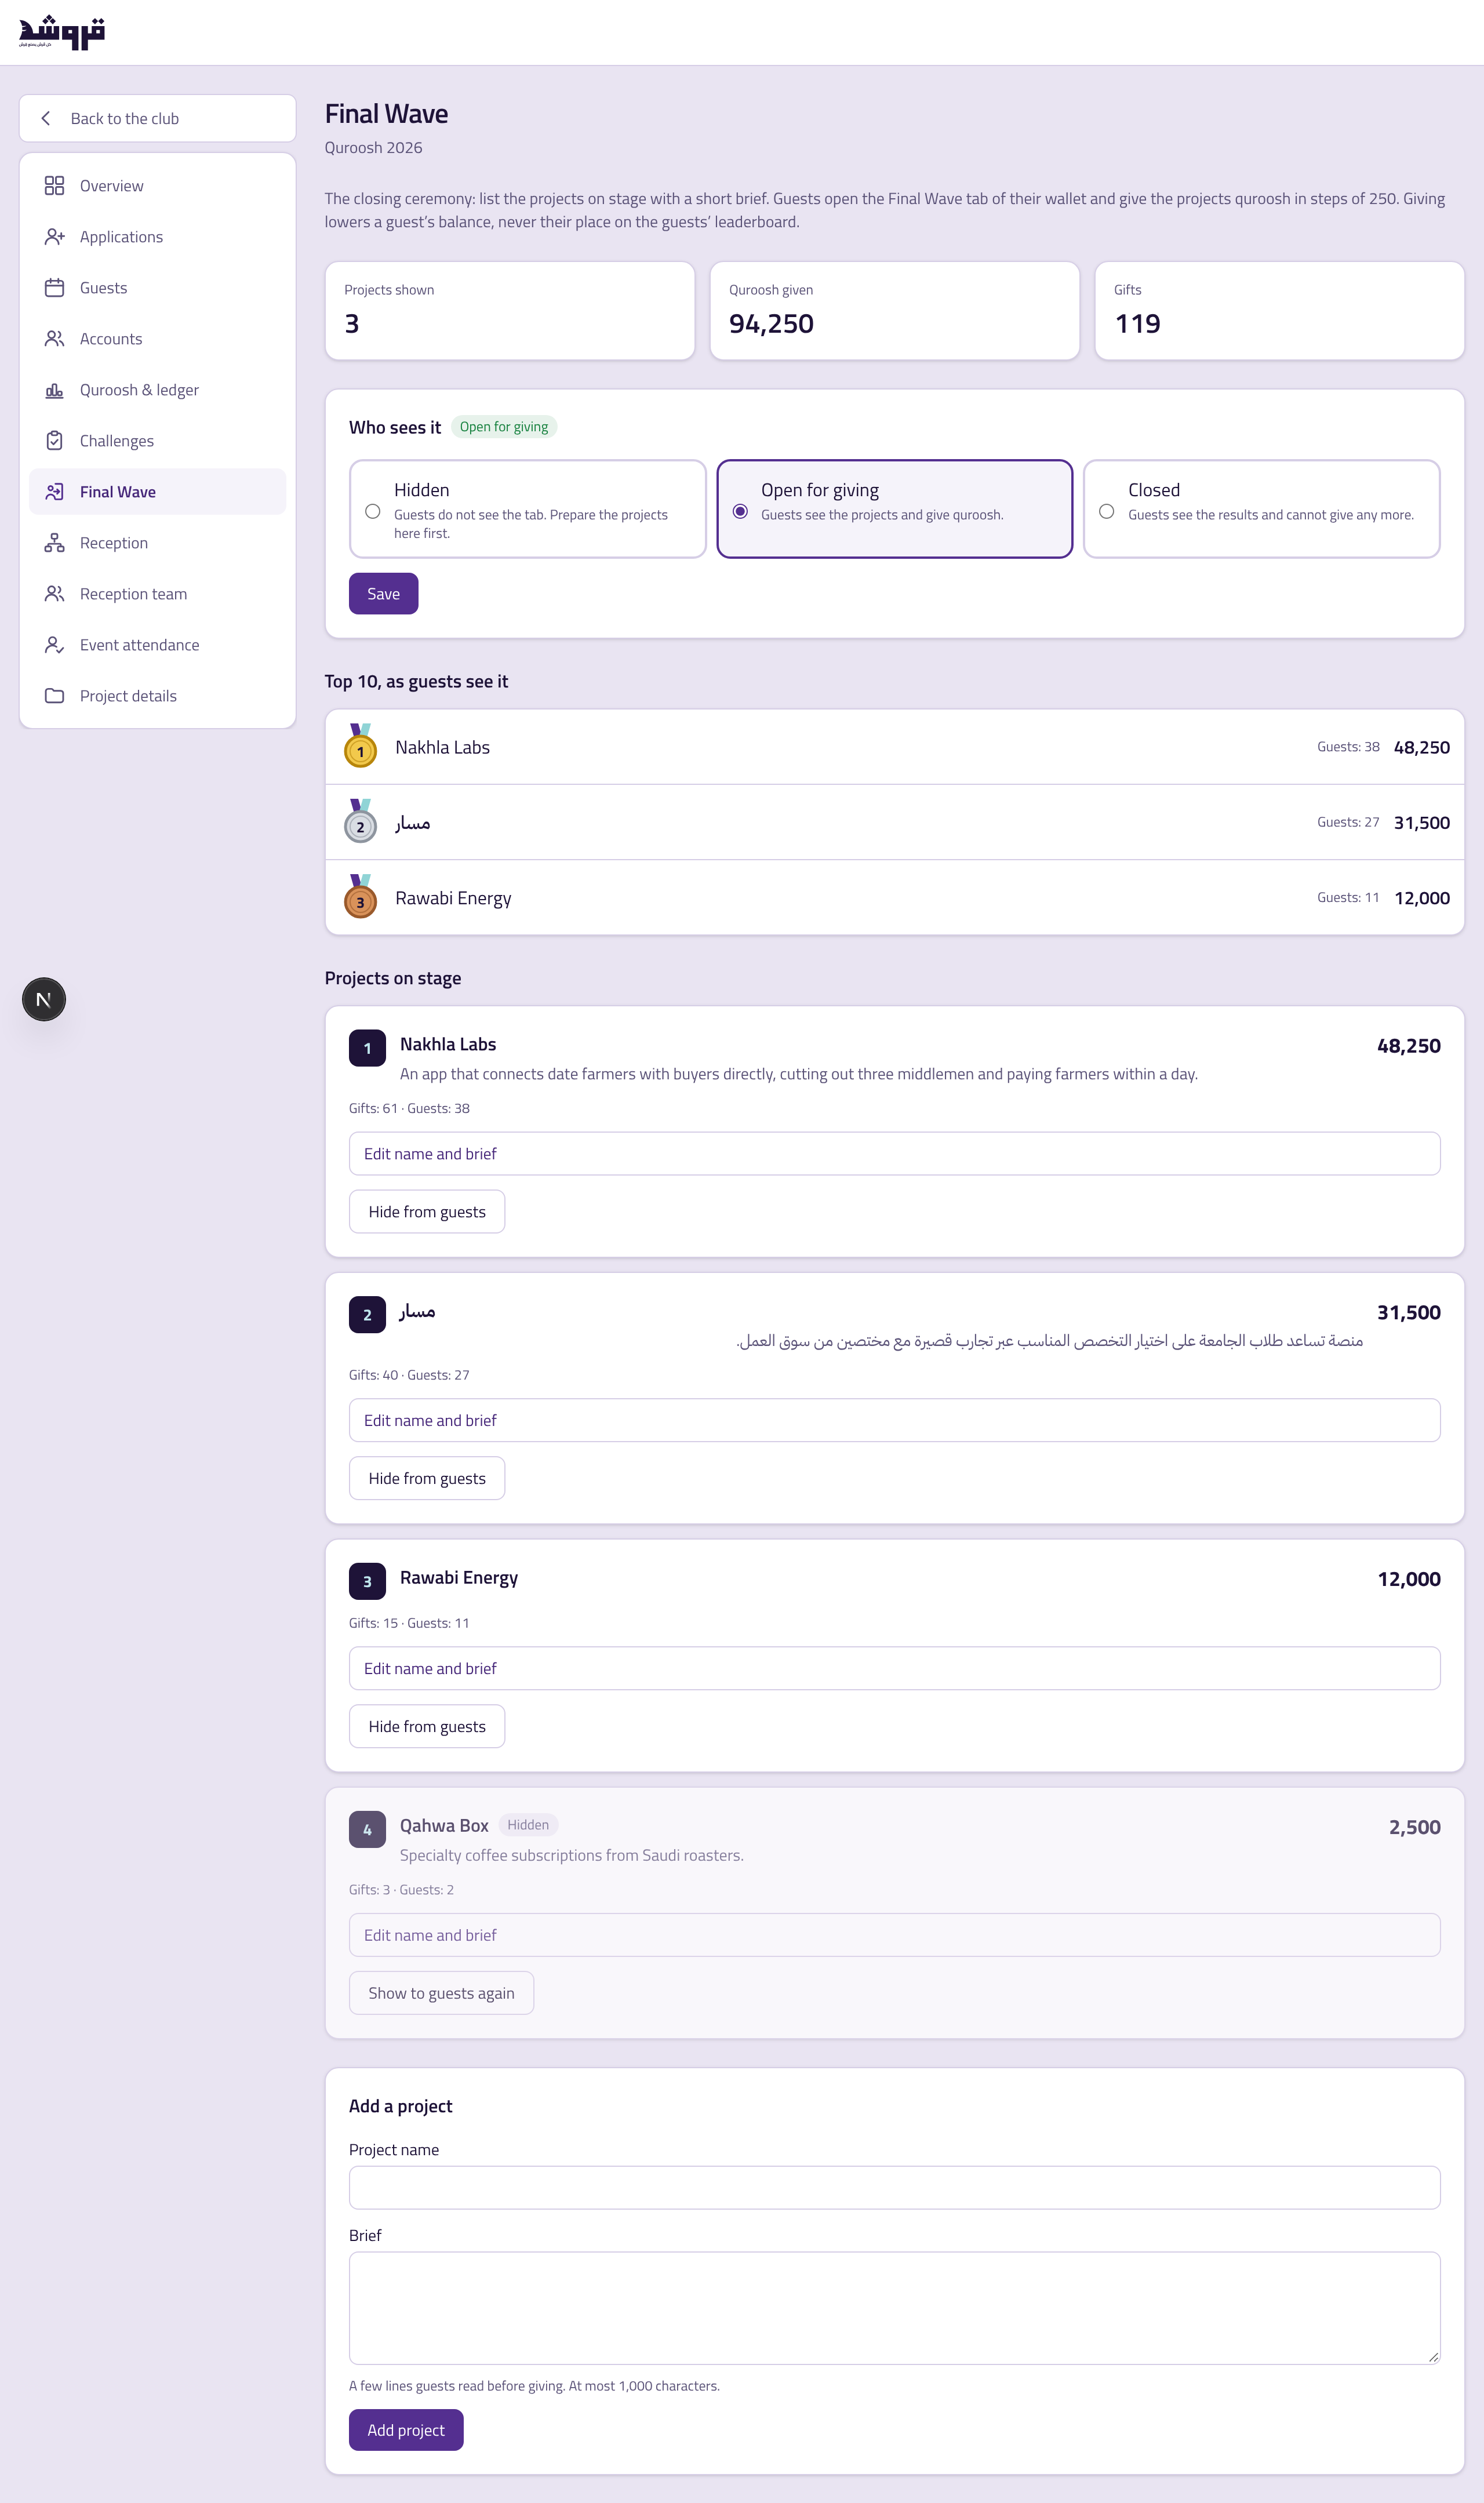 قروشد
Back to the club
Overview
Applications
Guests
Accounts
Quroosh & ledger
Challenges
Final Wave
Reception
Reception team
Event attendance
Project details
N
Final Wave
Quroosh 2026
The closing ceremony: list the projects on stage with a short brief. Guests open the Final Wave tab of their wallet and give the projects quroosh in steps of 250. Giving
lowers a guest’s balance, never their place on the guests’ leaderboard.
Projects shown
3
Quroosh given
94,250
Gifts
119
Who sees it Open for giving
Hidden
Guests do not see the tab. Prepare the projects
here first.
Open for giving
Guests see the projects and give quroosh.
Closed
Guests see the results and cannot give any more.
Save
Top 10, as guests see it
1 Nakhla Labs Guests: 38 48,250
2 مسار Guests: 27 31,500
3 Rawabi Energy Guests: 11 12,000
Projects on stage
1 Nakhla Labs 48,250
An app that connects date farmers with buyers directly, cutting out three middlemen and paying farmers within a day.
Gifts: 61 · Guests: 38
Edit name and brief
Hide from guests
2 مسار 31,500
منصة تساعد طلاب الجامعة على اختيار التخصص المناسب عبر تجارب قصيرة مع مختصين من سوق العمل.
Gifts: 40 · Guests: 27
Edit name and brief
Hide from guests
3 Rawabi Energy 12,000
Gifts: 15 · Guests: 11
Edit name and brief
Hide from guests
4 Qahwa Box Hidden 2,500
Specialty coffee subscriptions from Saudi roasters.
Gifts: 3 · Guests: 2
Edit name and brief
Show to guests again
Add a project
Project name
Brief
A few lines guests read before giving. At most 1,000 characters.
Add project